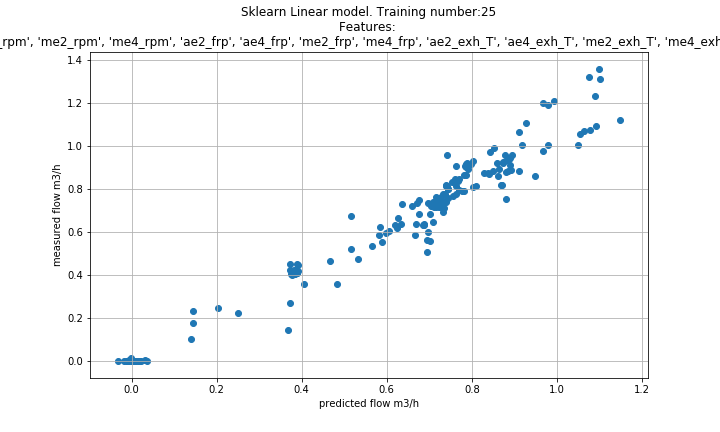 Sklearn Linear model. Training number:25
Features:
_rpm', 'me2_rpm', 'me4_rpm', 'ae2_frp', 'ae4_frp', 'me2_frp', 'me4_frp', 'ae2_exh_T', 'ae4_exh_T', 'me2_exh_T', 'me4_exh
1.4
1.2
1.0
0.8
0.6
0.4
0.2
0.0
measured flow m3/h
0.0 0.2 0.4 0.6 0.8 1.0 1.2
predicted flow m3/h